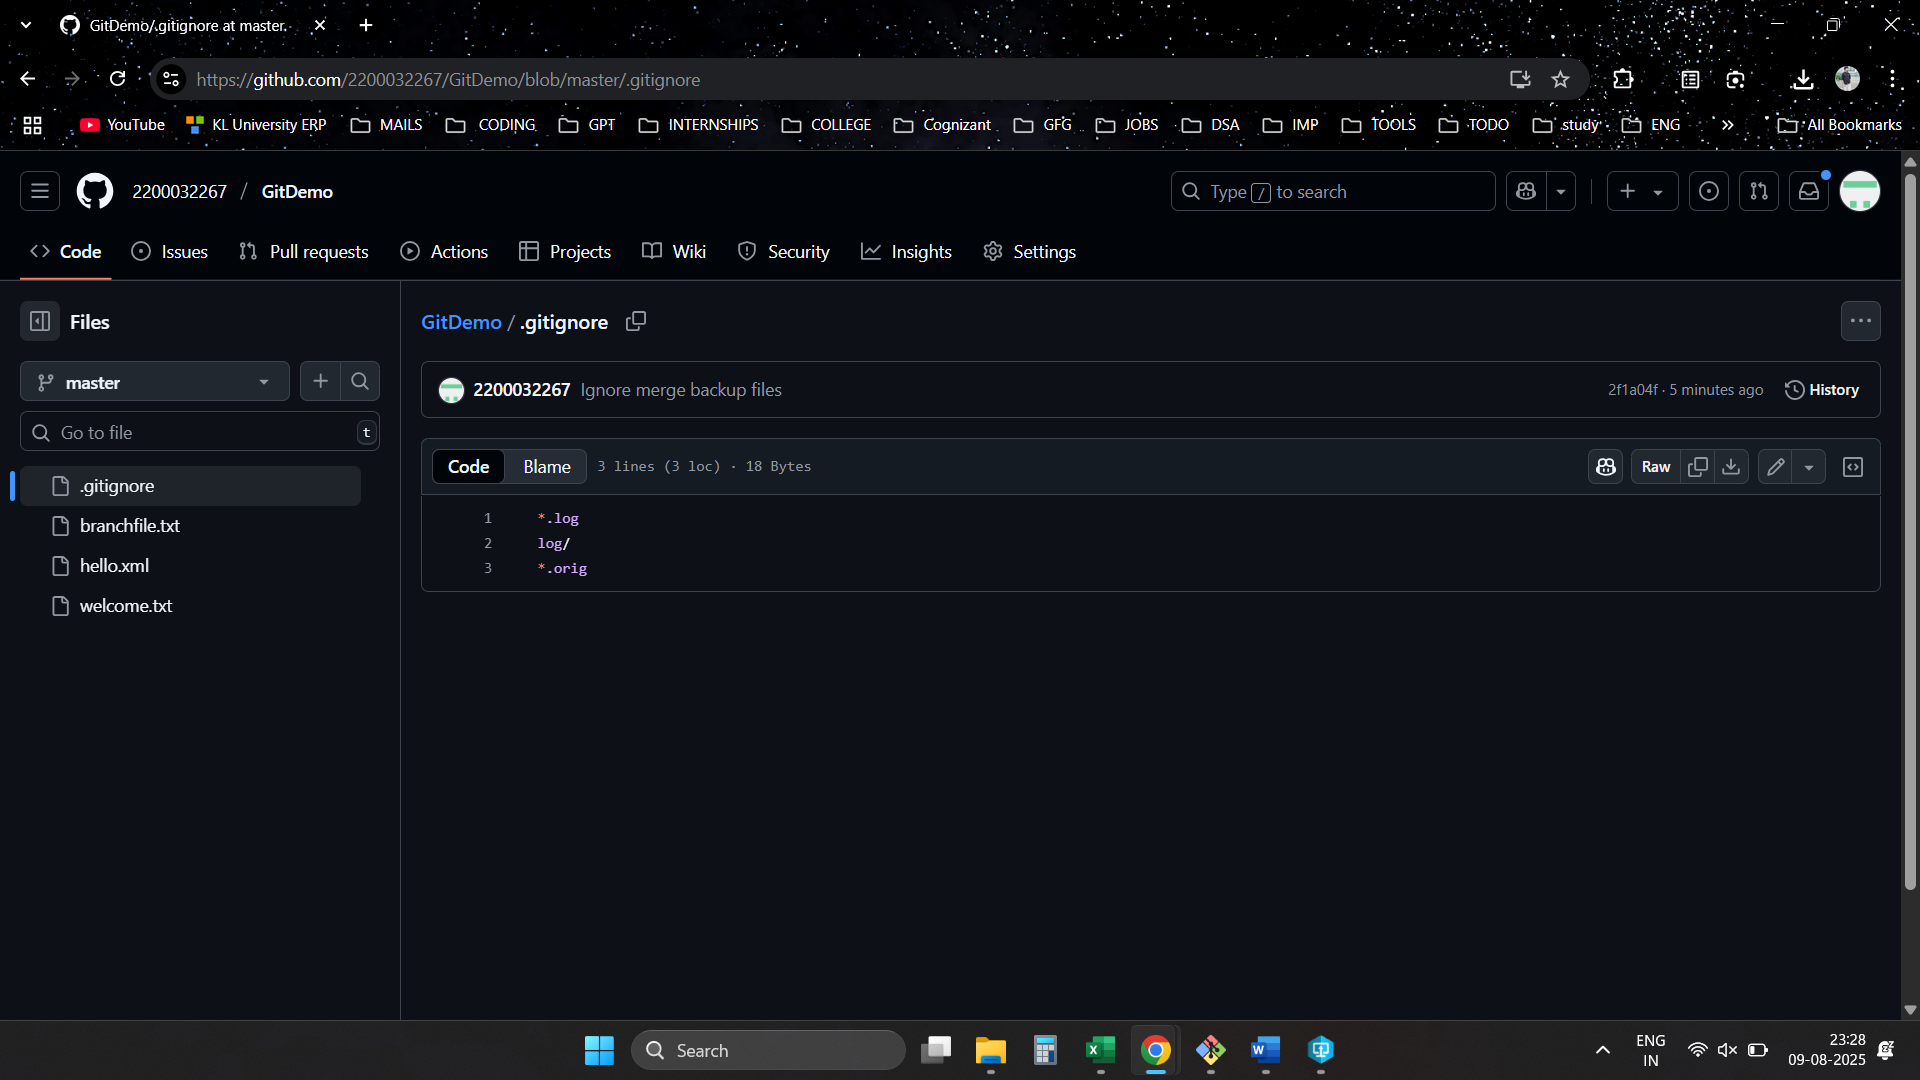 GitDemo/.gitignore at master.
https://github.com/2200032267/GitDemo/blob/master/.gitignore
YouTube KL University ERP MAILS CODING GPT INTERNSHIPS COLLEGE Cognizant GFG JOBS DSA IMP TOOLS TODO study ENG » All Bookmarks
2200032267 / GitDemo
Type / to search
Code Issues Pull requests Actions Projects Wiki Security Insights Settings
Files
GitDemo / .gitignore
master
2200032267 Ignore merge backup files 2f1a04f · 5 minutes ago History
Go to file t
Code Blame 3 lines (3 loc) · 18 Bytes Raw
.gitignore
branchfile.txt
hello.xml
welcome.txt
1 *.log
2 log/
3 *.orig
Search
ENG
IN
23:28
09-08-2025